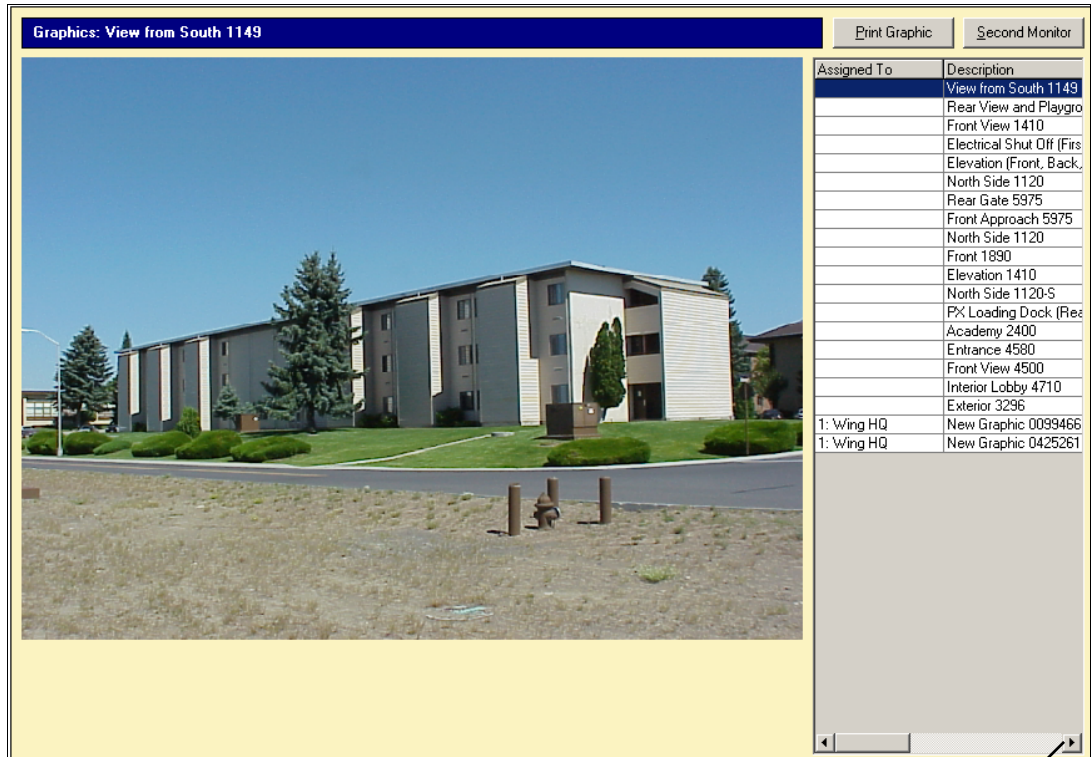 Graphics: View from South 1149 Print Graphic Second Monitor
Assigned To Description
View from South 1149
Rear View and Playgro
Front View 1410
Electrical Shut Off (Firs
Elevation (Front, Back,
North Side 1120
Rear Gate 5975
Front Approach 5975
North Side 1120
Front 1890
Elevation 1410
North Side 1120-S
PX Loading Dock (Rea
Academy 2400
Entrance 4580
Front View 4500
Interior Lobby 4710
Exterior 3296
1: Wing HQ New Graphic 0099466
1: Wing HQ New Graphic 0425261